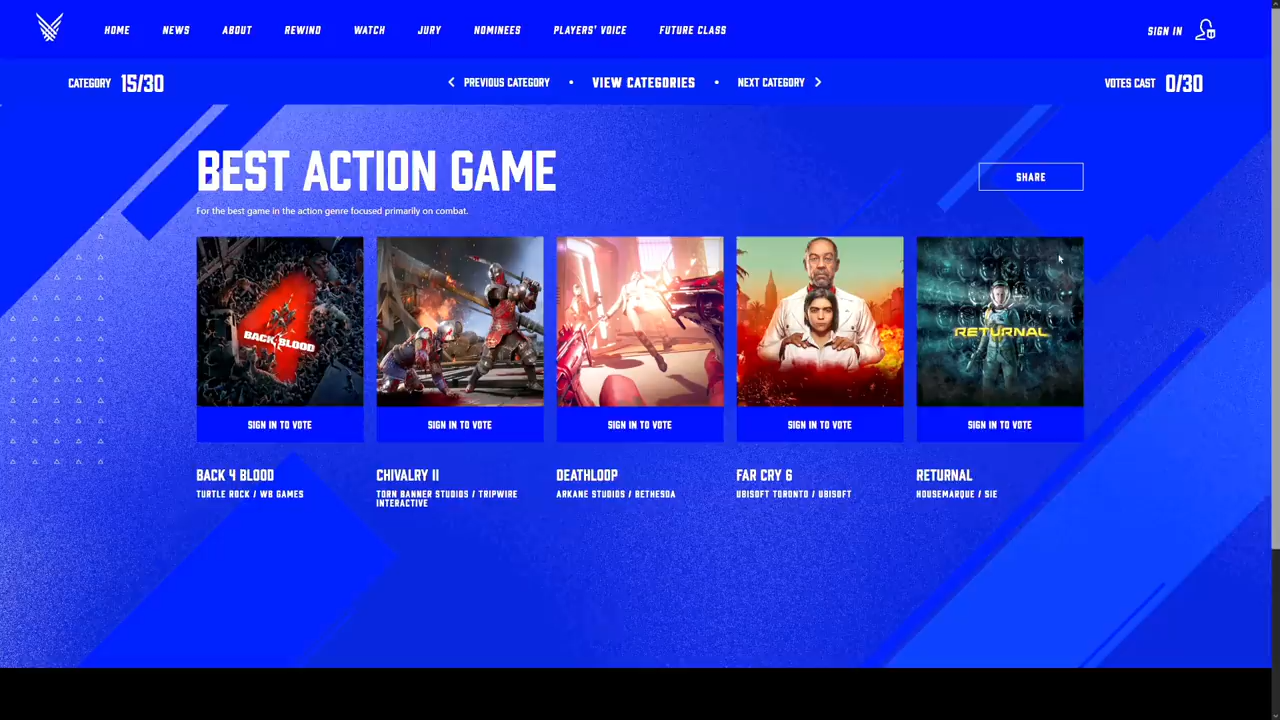 HOME NEWS ABOUT REWIND WATCH JURY NOMINEES PLAYERS' VOICE FUTURE CLASS SIGN IN
CATEGORY 15/30 PREVIOUS CATEGORY • VIEW CATEGORIES • NEXT CATEGORY VOTES CAST 0/30
BEST ACTION GAME
SHARE
For the best game in the action genre focused primarily on combat.
BACK 4 BLOOD
RETURNAL
SIGN IN TO VOTE SIGN IN TO VOTE SIGN IN TO VOTE SIGN IN TO VOTE SIGN IN TO VOTE
BACK 4 BLOOD
TURTLE ROCK / WB GAMES
CHIVALRY II
TORN BANNER STUDIOS / TRIPWIRE
INTERACTIVE
DEATHLOOP
ARKANE STUDIOS / BETHESDA
FAR CRY 6
UBISOFT TORONTO / UBISOFT
RETURNAL
HOUSEMARQUE / SIE